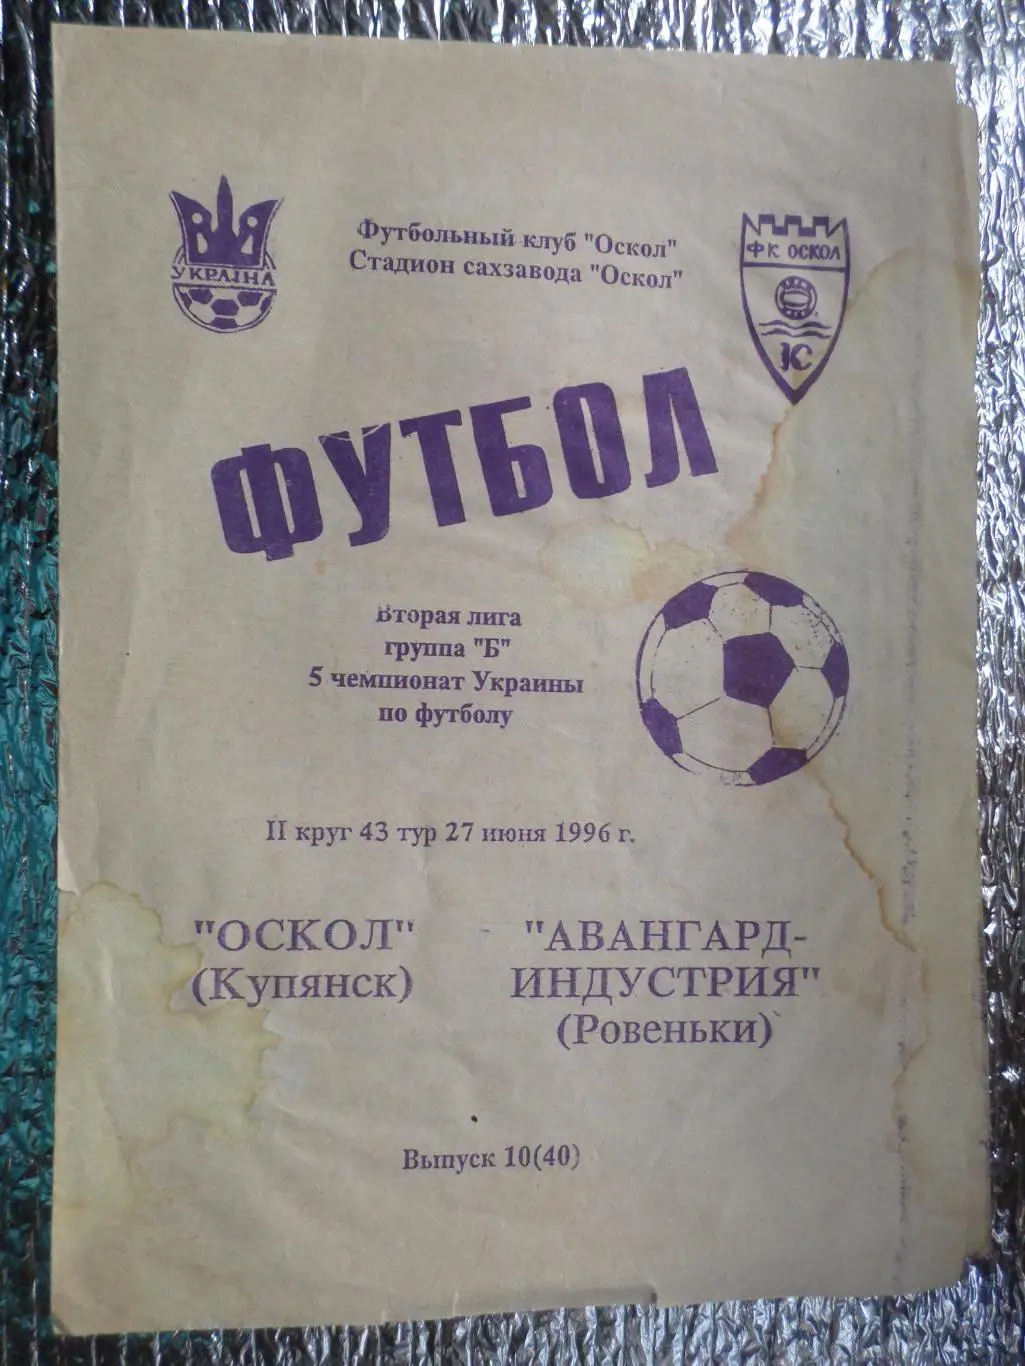 УКРАЇНА
Футбольный клуб "Оскол"
Стадион сахзавода "Оскол"
ФК ОСКОЛ
ФУТБОЛ
Вторая лига
группа "Б"
5 чемпионат Украины
по футболу
II круг 43 тур 27 июня 1996 г.
"ОСКОЛ"
(Купянск)
"АВАНГАРД-
ИНДУСТРИЯ"
(Ровеньки)
Выпуск 10(40)